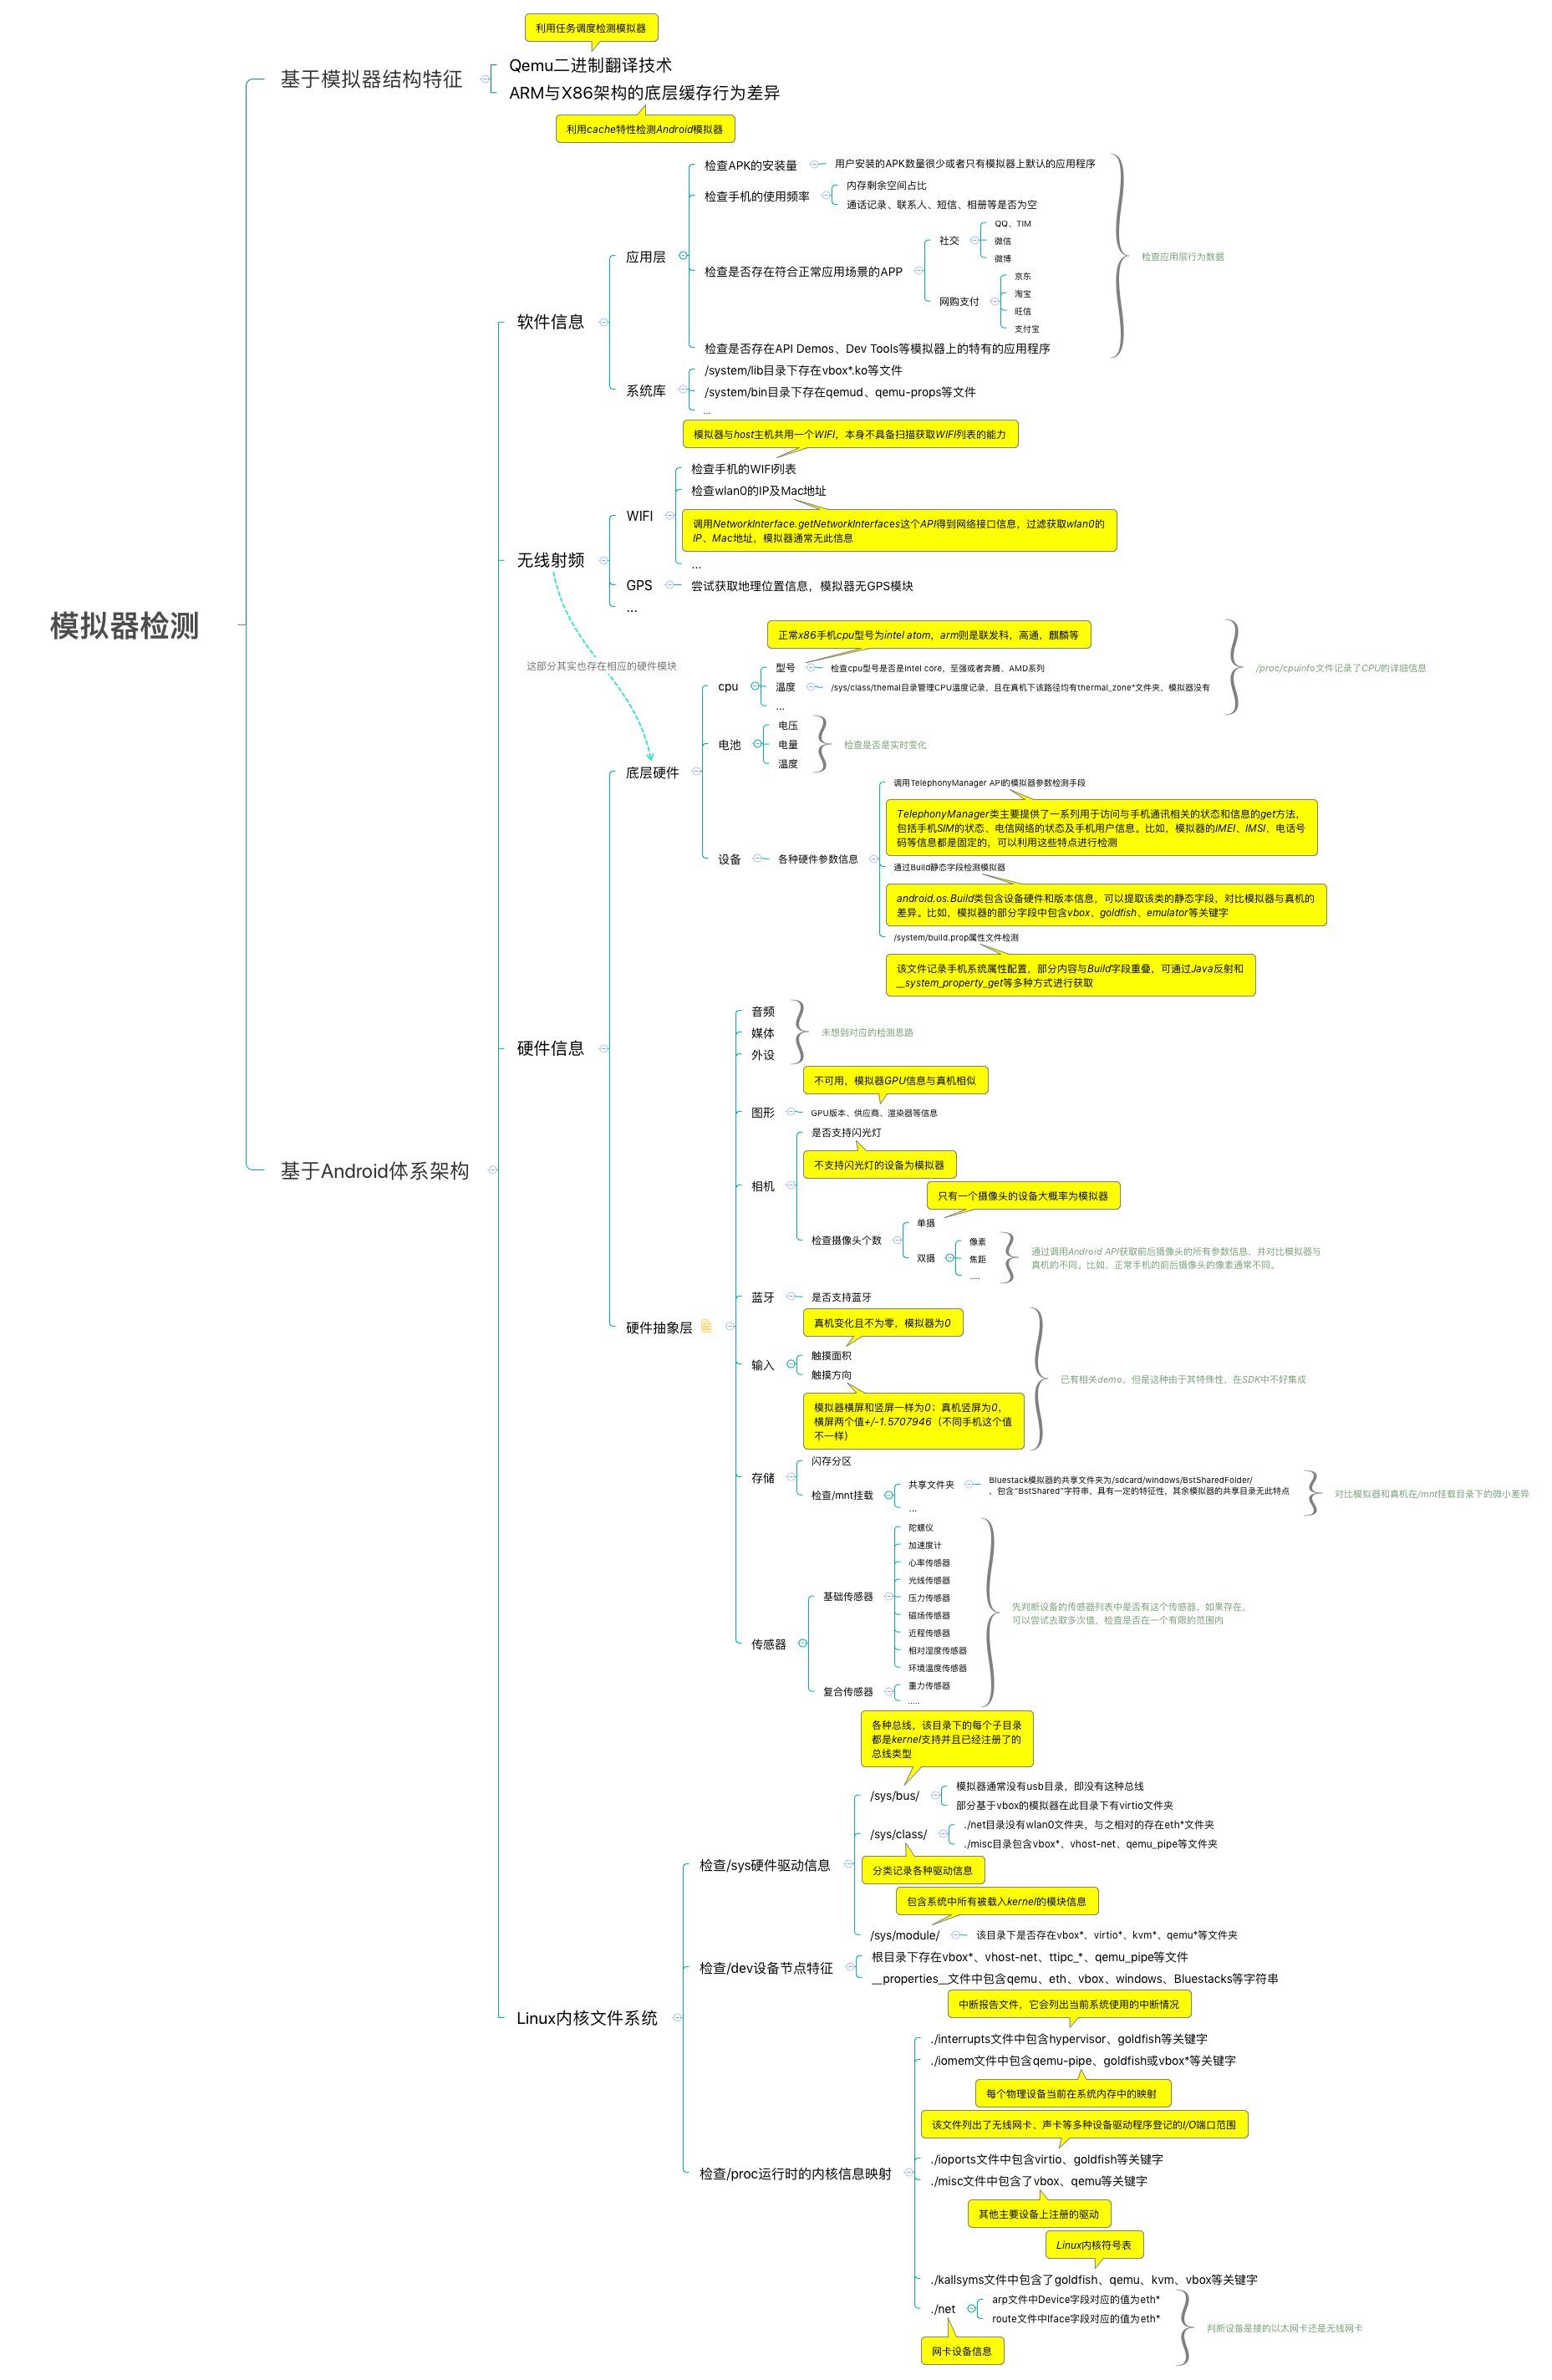 利用任务调度检测模拟器
基于模拟器结构特征
Qemu二进制翻译技术
ARM与X86架构的底层缓存行为差异
利用cache特性检测Android模拟器
检查APK的安装量
用户安装的APK数量很少或者只有模拟器上默认的应用程序
检查手机的使用频率
内存剩余空间占比
通话记录、联系人、短信、相册等是否为空
应用层
检查是否存在符合正常应用场景的APP
社交
QQ、TIM
微信
微博
网购支付
京东
淘宝
旺信
支付宝
检查应用层行为数据
软件信息
检查是否存在API Demos、Dev Tools等模拟器上的特有的应用程序
系统库
/system/lib目录下存在vbox*.ko等文件
/system/bin目录下存在qemud、qemu-props等文件
...
模拟器与host主机共用一个WIFI，本身不具备扫描获取WIFI列表的能力
检查手机的WIFI列表
检查wlan0的IP及Mac地址
WIFI
调用NetworkInterface.getNetworkInterfaces这个API得到网络接口信息，过滤获取wlan0的
IP、Mac地址，模拟器通常无此信息
...
无线射频
GPS
尝试获取地理位置信息，模拟器无GPS模块
...
模拟器检测
这部分其实也存在相应的硬件模块
正常x86手机cpu型号为intel atom，arm则是联发科，高通，麒麟等
cpu
型号
检查cpu型号是否是intel core，至强或者奔腾、AMD系列
温度
/sys/class/themal目录管理CPU温度记录，且在真机下该路径均有thermal_zone*文件夹，模拟器没有
...
/proc/cpuinfo文件记录了CPU的详细信息
电池
电压
电量
温度
检查是否是实时变化
底层硬件
设备
各种硬件参数信息
调用TelephonyManager API的模拟器参数检测手段
TelephonyManager类主要提供了一系列用于访问与手机通讯相关的状态和信息的get方法，
包括手机SIM的状态、电信网络的状态及手机用户信息。比如，模拟器的IMEI、IMSI、电话号
码等信息都是固定的，可以利用这些特点进行检测
通过Build静态字段检测模拟器
android.os.Build类包含设备硬件和版本信息，可以提取该类的静态字段，对比模拟器与真机的
差异。比如，模拟器的部分字段中包含vbox、goldfish、emulator等关键字
/system/build.prop属性文件检测
该文件记录手机系统属性配置，部分内容与Build字段重叠，可通过Java反射和
__system_property_get等多种方式进行获取
硬件信息
音频
媒体
外设
未想到对应的检测思路
不可用，模拟器GPU信息与真机相似
图形
GPU版本、供应商、渲染器等信息
基于Android体系架构
相机
是否支持闪光灯
不支持闪光灯的设备为模拟器
只有一个摄像头的设备大概率为模拟器
检查摄像头个数
单摄
双摄
像素
焦距
....
通过调用Android API获取前后摄像头的所有参数信息，并对比模拟器与
真机的不同。比如，正常手机的前后摄像头的像素通常不同。
蓝牙
是否支持蓝牙
硬件抽象层
真机变化且不为零，模拟器为0
输入
触摸面积
触摸方向
模拟器横屏和竖屏一样为0；真机竖屏为0，
横屏两个值+/-1.5707946（不同手机这个值
不一样）
已有相关demo，但是这种由于其特殊性，在SDK中不好集成
存储
闪存分区
检查/mnt挂载
共享文件夹
Bluestack模拟器的共享文件夹为/sdcard/windows/BstSharedFolder/
，包含“BstShared”字符串，具有一定的特征性，其余模拟器的共享目录无此特点
...
对比模拟器和真机在/mnt挂载目录下的微小差异
传感器
基础传感器
陀螺仪
加速度计
心率传感器
光线传感器
压力传感器
磁场传感器
近程传感器
相对湿度传感器
环境温度传感器
复合传感器
重力传感器
.....
先判断设备的传感器列表中是否有这个传感器，如果存在，
可以尝试去取多次值，检查是否在一个有限的范围内
各种总线，该目录下的每个子目录
都是kernel支持并且已经注册了的
总线类型
/sys/bus/
模拟器通常没有usb目录，即没有这种总线
部分基于vbox的模拟器在此目录下有virtio文件夹
/sys/class/
./net目录没有wlan0文件夹，与之相对的存在eth*文件夹
./misc目录包含vbox*、vhost-net、qemu_pipe等文件夹
检查/sys硬件驱动信息
分类记录各种驱动信息
包含系统中所有被载入kernel的模块信息
/sys/module/
该目录下是否存在vbox*、virtio*、kvm*、qemu*等文件夹
检查/dev设备节点特征
根目录下存在vbox*、vhost-net、ttipc_*、qemu_pipe等文件
__properties__文件中包含qemu、eth、vbox、windows、Bluestacks等字符串
Linux内核文件系统
中断报告文件，它会列出当前系统使用的中断情况
./interrupts文件中包含hypervisor、goldfish等关键字
./iomem文件中包含qemu-pipe、goldfish或vbox*等关键字
每个物理设备当前在系统内存中的映射
该文件列出了无线网卡、声卡等多种设备驱动程序登记的I/O端口范围
./ioports文件中包含virtio、goldfish等关键字
检查/proc运行时的内核信息映射
./misc文件中包含了vbox、qemu等关键字
其他主要设备上注册的驱动
Linux内核符号表
./kallsyms文件中包含了goldfish、qemu、kvm、vbox等关键字
./net
arp文件中Device字段对应的值为eth*
route文件中Iface字段对应的值为eth*
判断设备是接的以太网卡还是无线网卡
网卡设备信息